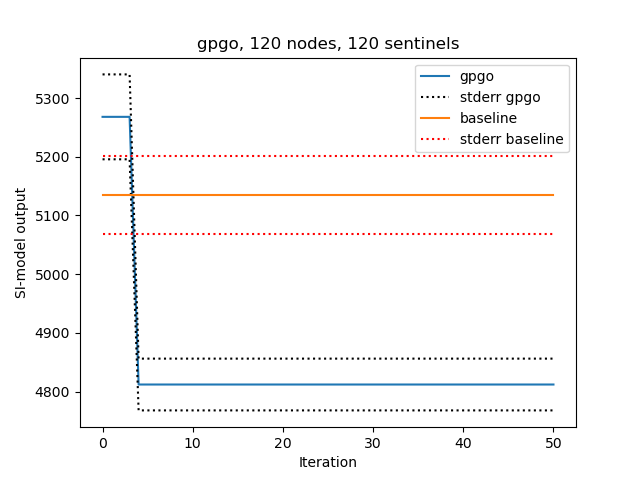 gpgo, 120 nodes, 120 sentinels
gpgo
stderr gpgo
baseline
stderr baseline
SI-model output
5300
5200
5100
5000
4900
4800
0 10 20 30 40 50
Iteration